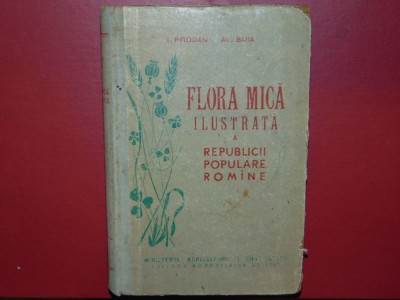 I. PRODAN AL. BUIA
FLORA MICĂ
ILUSTRATĂ
A
REPUBLICII
POPULARE
ROMÎNE